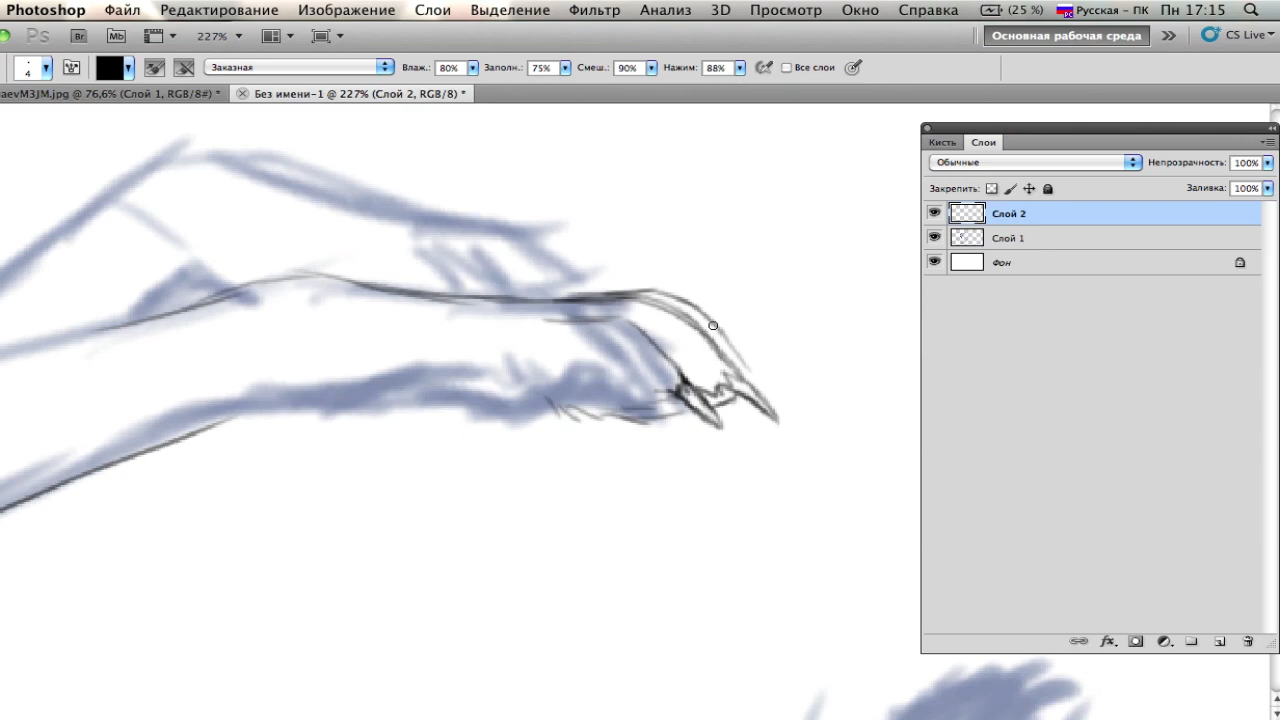 Photoshop Файл Редактирование Изображение Слои Выделение Фильтр Анализ 3D Просмотр Окно Справка (25 %) Русская – ПК Пн 17:15
Ps Br Mb 227% Основная рабочая среда CS Live
4 Заказная Влаж.: 80% Заполн.: 75% Смеш.: 90% Нажим: 88% Все слои
aevM3JM.jpg @ 76,6% (Слой 1, RGB/8#) * Без имени-1 @ 227% (Слой 2, RGB/8) *
Кисть Слои
Обычные Непрозрачность: 100%
Закрепить: Заливка: 100%
Слой 2
Слой 1
Фон